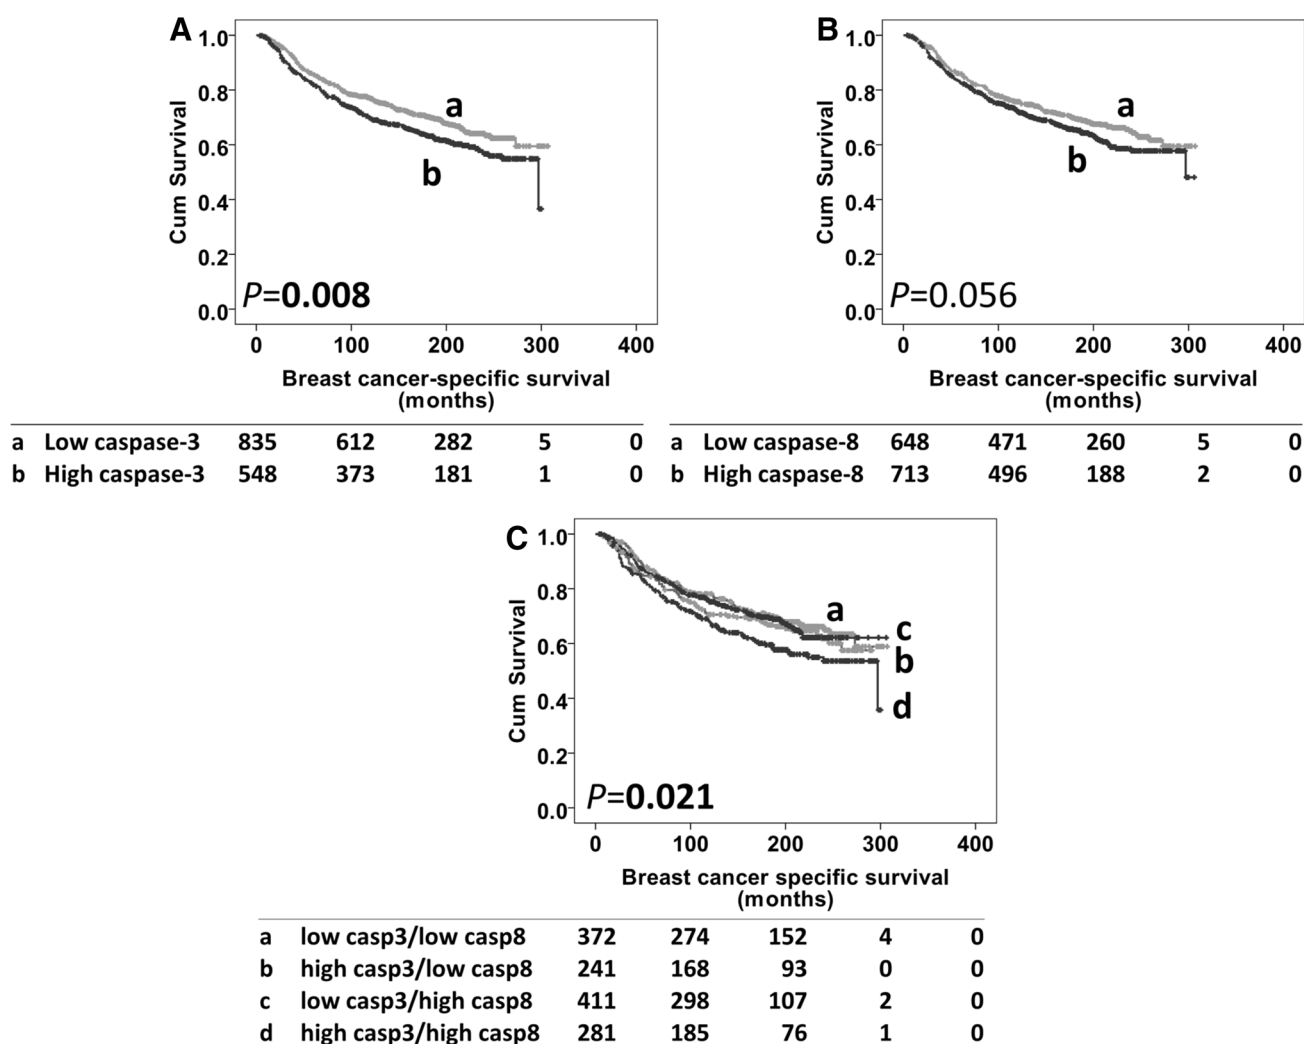 A
1.0
0.8
0.6
0.4
0.2
0.0
Cum Survival
a
b
P=0.008
0 100 200 300 400
Breast cancer-specific survival
(months)
a Low caspase-3 835 612 282 5 0
b High caspase-3 548 373 181 1 0
B
1.0
0.8
0.6
0.4
0.2
0.0
Cum Survival
a
b
P=0.056
0 100 200 300 400
Breast cancer-specific survival
(months)
a Low caspase-8 648 471 260 5 0
b High caspase-8 713 496 188 2 0
C
1.0
0.8
0.6
0.4
0.2
0.0
Cum Survival
a
c
b
d
P=0.021
0 100 200 300 400
Breast cancer specific survival
(months)
a low casp3/low casp8 372 274 152 4 0
b high casp3/low casp8 241 168 93 0 0
c low casp3/high casp8 411 298 107 2 0
d high casp3/high casp8 281 185 76 1 0